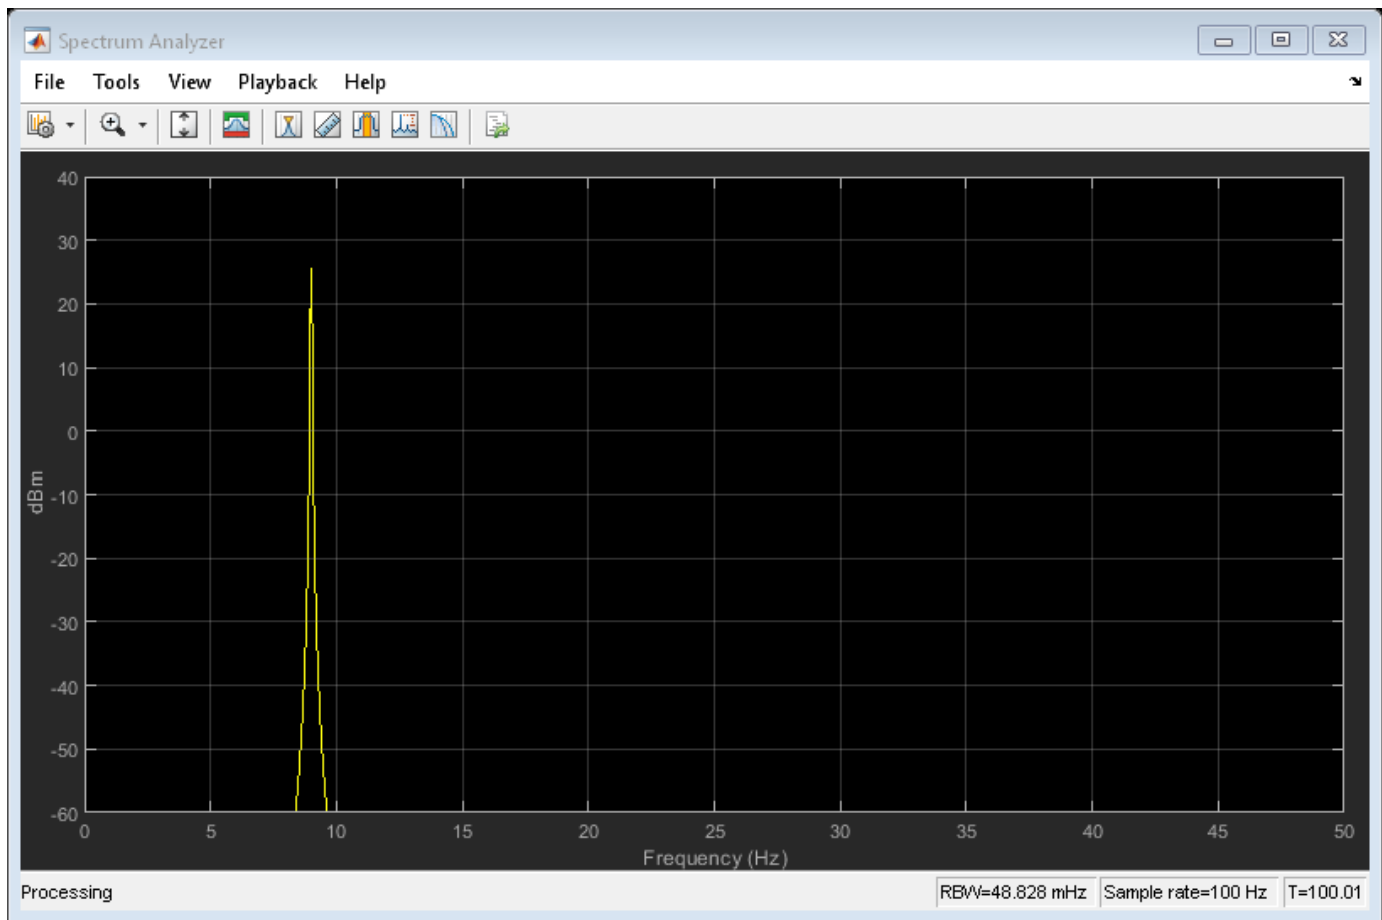 Spectrum Analyzer
File Tools View Playback Help
40
30
20
10
0
-10
-20
-30
-40
-50
-60
dBm
0 5 10 15 20 25 30 35 40 45 50
Frequency (Hz)
Processing RBW=48.828 mHz Sample rate=100 Hz T=100.01